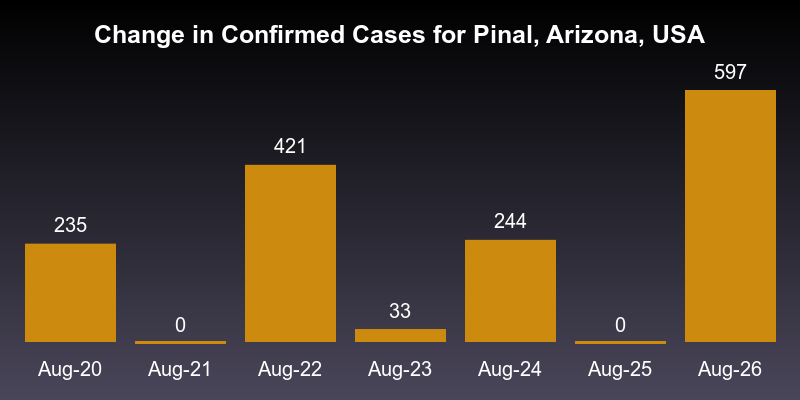 Change in Confirmed Cases for Pinal, Arizona, USA
235
0
421
33
244
0
597
Aug-20
Aug-21
Aug-22
Aug-23
Aug-24
Aug-25
Aug-26